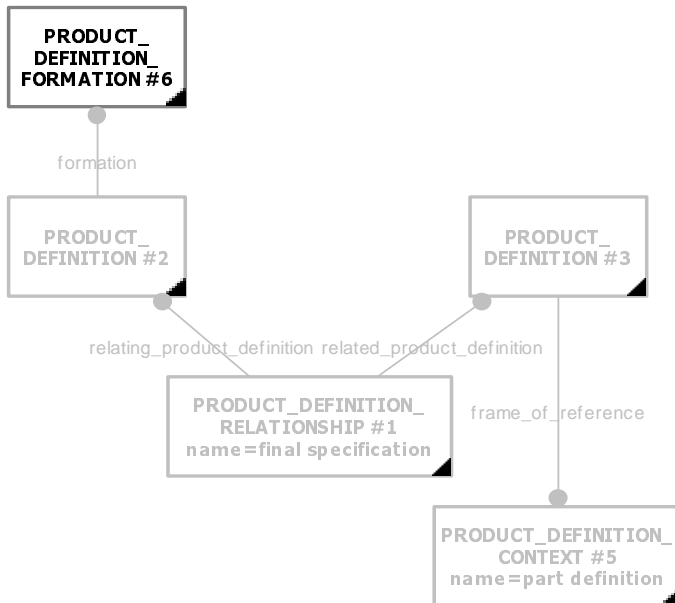 PRODUCT_
DEFINITION_
FORMATION #6
formation
PRODUCT_
DEFINITION #2
PRODUCT_
DEFINITION #3
relating_product_definition
related_product_definition
PRODUCT_DEFINITION_
RELATIONSHIP #1
name=final specification
frame_of_reference
PRODUCT_DEFINITION_
CONTEXT #5
name=part definition